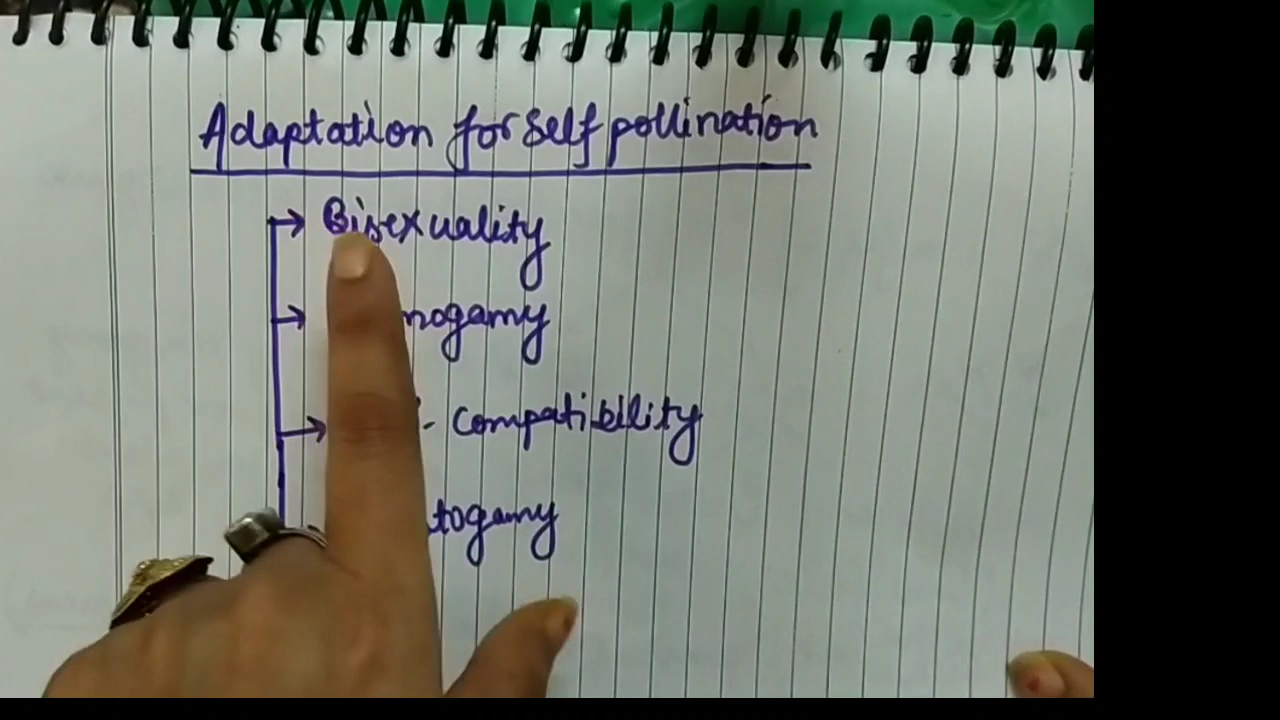 Adaptation for self pollination
Bisexuality
nogamy
- compatibility
togamy